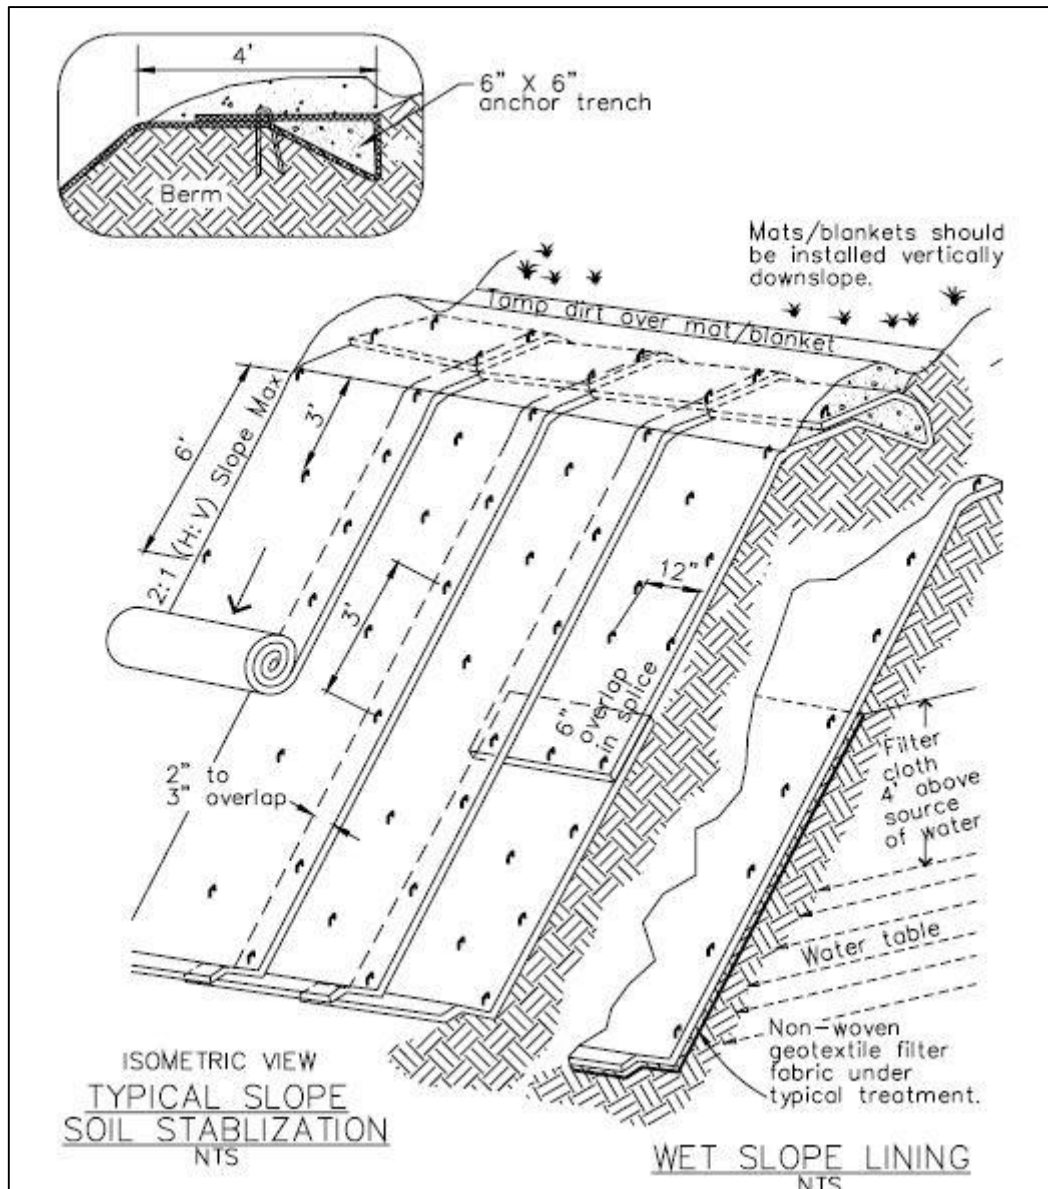 4'
6" X 6"
anchor trench
Berm
Mats/blankets should
be installed vertically
downslope.
Tamp dirt over mat/blanket
6'
3'
2:1 (H:V) Slope Max
12"
3'
6"
overlap
in splice
2" to
3" overlap
Filter
cloth
4' above
source
of water
Water table
Non-woven
geotextile filter
fabric under
typical treatment.
ISOMETRIC VIEW
TYPICAL SLOPE
SOIL STABLIZATION
NTS
WET SLOPE LINING
NTS